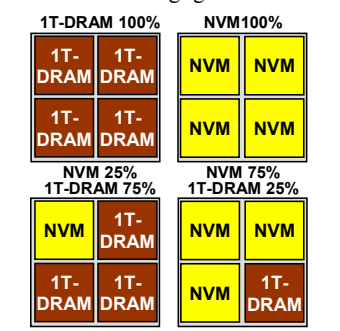 1T-DRAM 100%
1T-
DRAM
1T-
DRAM
1T-
DRAM
1T-
DRAM
NVM100%
NVM
NVM
NVM
NVM
NVM 25%
1T-DRAM 75%
NVM
1T-
DRAM
1T-
DRAM
1T-
DRAM
NVM 75%
1T-DRAM 25%
NVM
NVM
NVM
1T-
DRAM